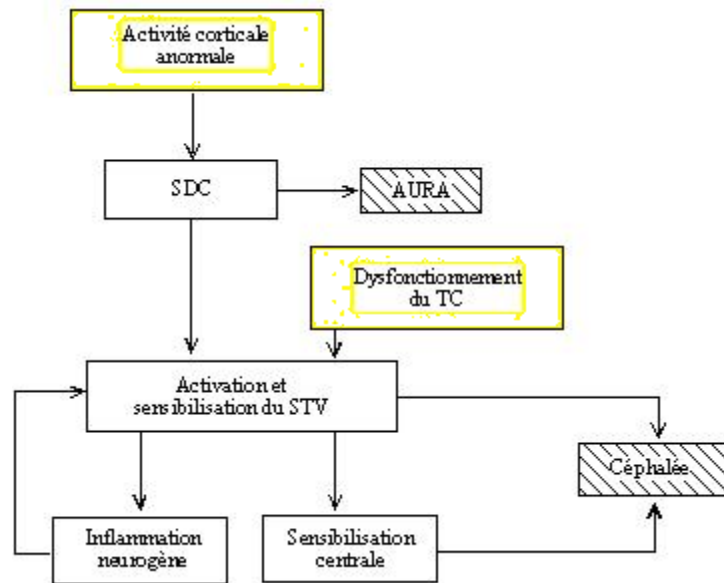 Activité corticale
anormale
SDC
AURA
Dysfonctionnement
du TC
Activation et
sensibilisation du STV
Céphalée
Inflammation
neurogène
Sensibilisation
centrale